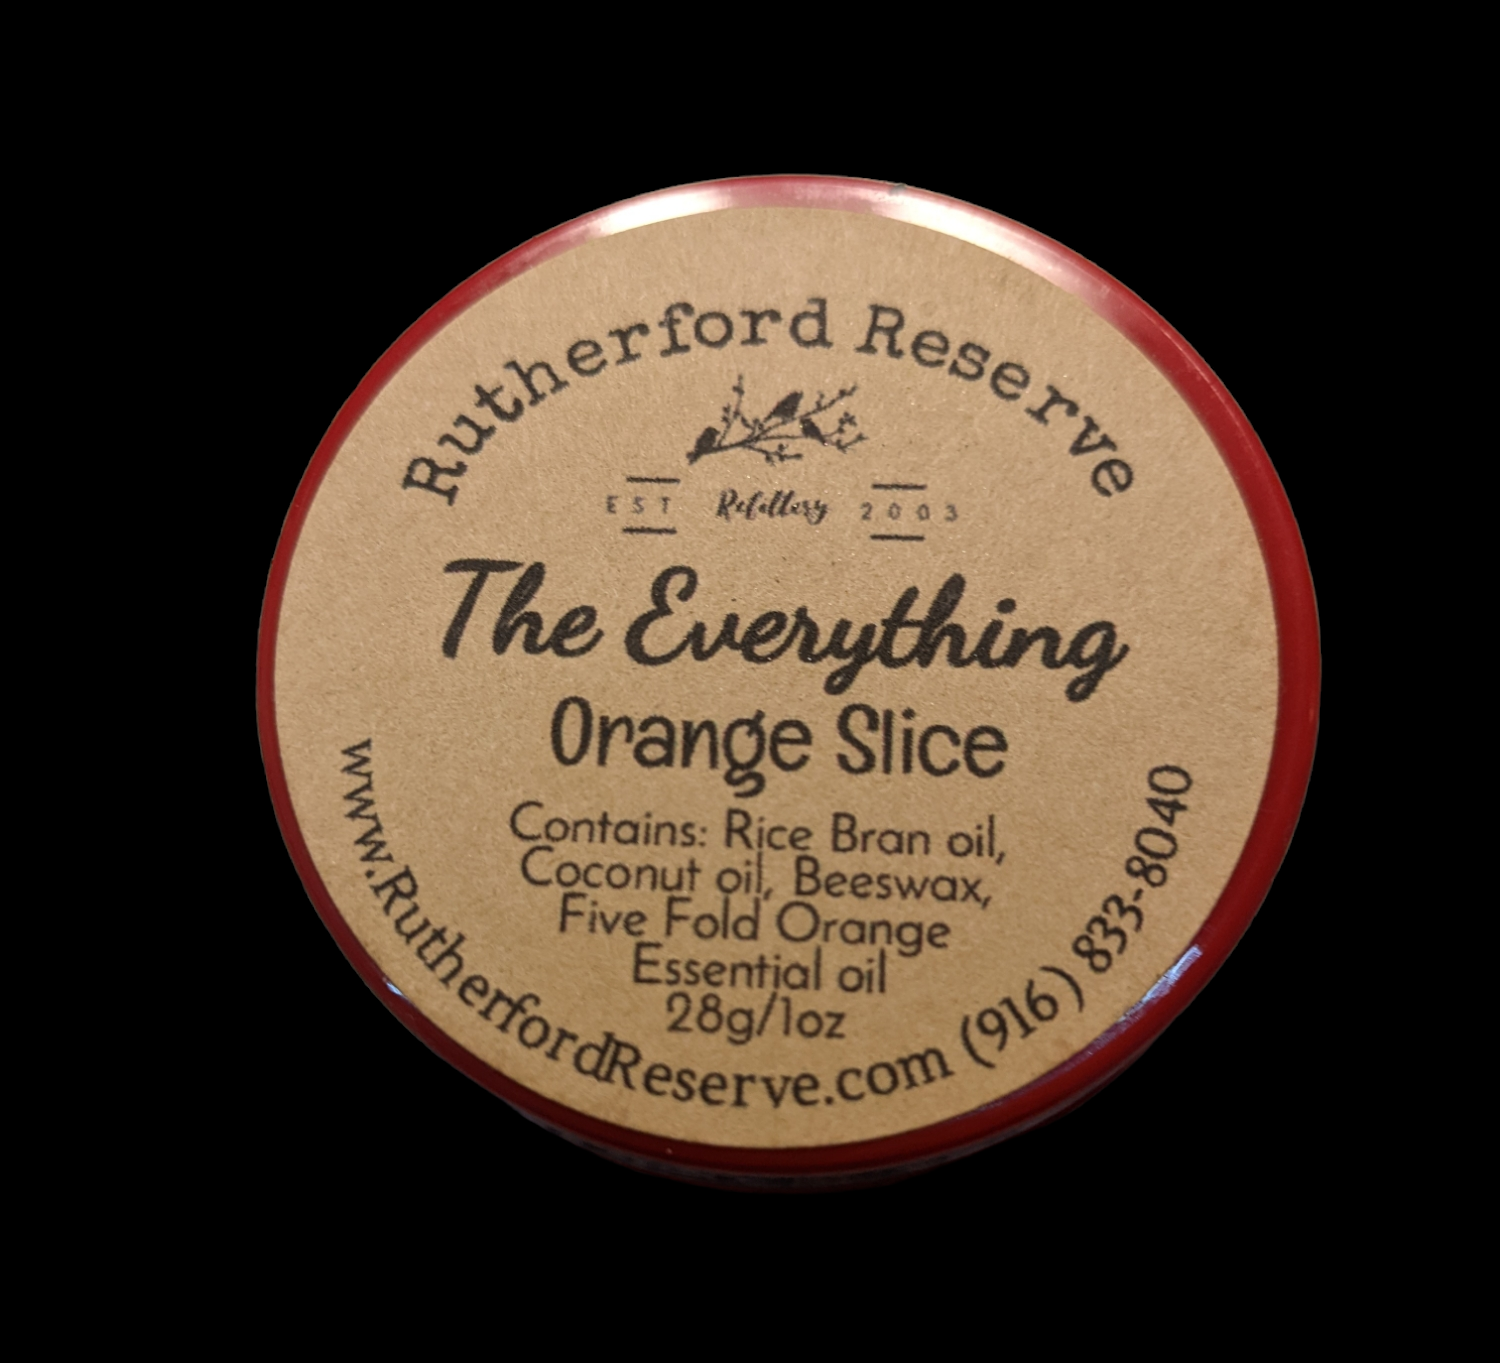 Rutherford Reserve
EST Refillery 2003
The Everything
Orange Slice
Contains: Rice Bran oil,
Coconut oil, Beeswax,
Five Fold Orange
Essential oil
28g/1oz
www.RutherfordReserve.com (916) 833-8040